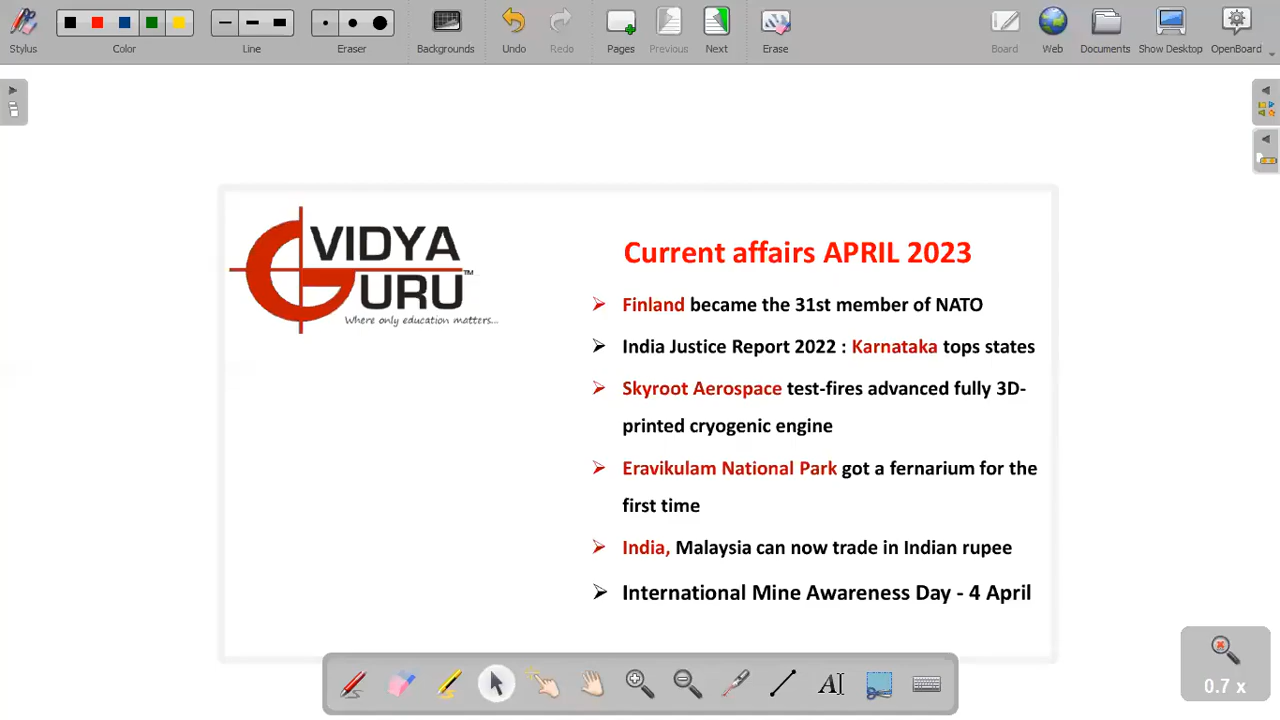 Stylus Color Line Eraser Backgrounds Undo Redo Pages Previous Next Erase Board Web Documents Show Desktop OpenBoard
VIDYA
GURU™
Where only education matters...
Current affairs APRIL 2023
Finland became the 31st member of NATO
India Justice Report 2022 : Karnataka tops states
Skyroot Aerospace test-fires advanced fully 3D-
printed cryogenic engine
Eravikulam National Park got a fernarium for the
first time
India, Malaysia can now trade in Indian rupee
International Mine Awareness Day - 4 April
AI
0.7 x